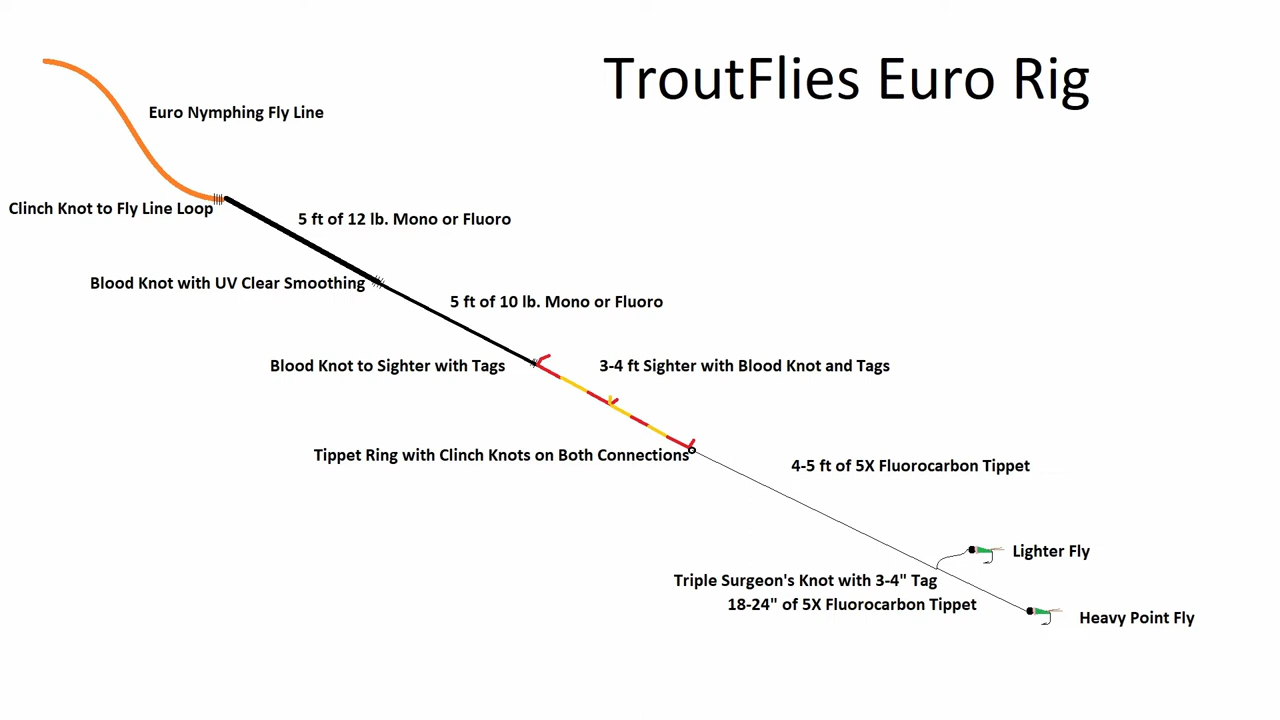 TroutFlies Euro Rig
Euro Nymphing Fly Line
Clinch Knot to Fly Line Loop
5 ft of 12 lb. Mono or Fluoro
Blood Knot with UV Clear Smoothing
5 ft of 10 lb. Mono or Fluoro
Blood Knot to Sighter with Tags
3-4 ft Sighter with Blood Knot and Tags
Tippet Ring with Clinch Knots on Both Connections
4-5 ft of 5X Fluorocarbon Tippet
Lighter Fly
Triple Surgeon's Knot with 3-4" Tag
18-24" of 5X Fluorocarbon Tippet
Heavy Point Fly